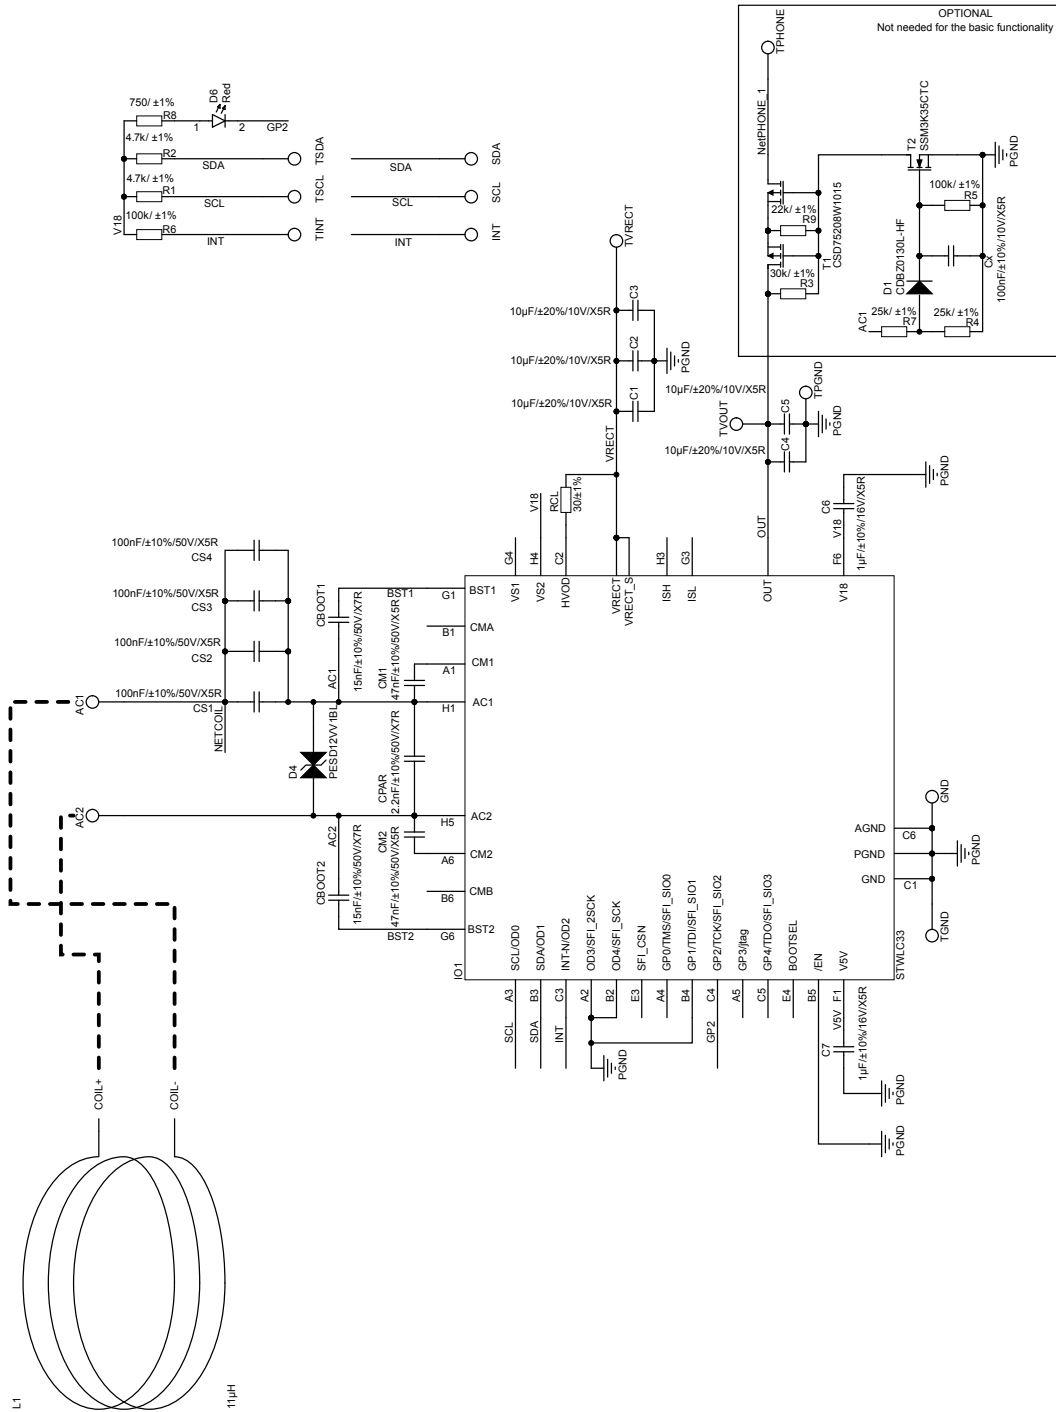 OPTIONAL
Not needed for the basic functionality
TPHONE
NetPHONE_1
T2
SSM3K35CTC
PGND
100k/ ±1%
R5
22k/ ±1%
R9
CSD75208W1015
T1
30k/ ±1%
R3
D1
CDBZ0130L-HF
Cx
100nF/±10%/10V/X5R
AC1
25k/ ±1%
R7
25k/ ±1%
R4
750/ ±1%
R8
D6
Red
1
2
GP2
4.7k/ ±1%
R2
SDA
TSDA
SDA
SDA
4.7k/ ±1%
R1
SCL
TSCL
SCL
SCL
V18
100k/ ±1%
R6
INT
TINT
INT
INT
TVRECT
10µF/±20%/10V/X5R
C3
10µF/±20%/10V/X5R
C2
PGND
10µF/±20%/10V/X5R
C1
VRECT
10µF/±20%/10V/X5R
TPGND
TVOUT
C5
PGND
10µF/±20%/10V/X5R
C4
RCL
30/±1%
V18
OUT
C6
V18
1µF/±10%/16V/X5R
PGND
G4
H4
C2
H3
G3
F6
VS1
VS2
HVOD
VRECT
VRECT_S
ISH
ISL
OUT
V18
100nF/±10%/50V/X5R
CS4
100nF/±10%/50V/X5R
CS3
100nF/±10%/50V/X5R
CS2
100nF/±10%/50V/X5R
CS1
AC1
NETCOIL
D4
PESD12VV1BL
AC2
CBOOT1
15nF/±10%/50V/X7R
BST1
G1
BST1
B1
CMA
AC1
CM1
47nF/±10%/50V/X5R
A1
CM1
H1
AC1
CPAR
2.2nF/±10%/50V/X7R
H5
AC2
AC2
CM2
47nF/±10%/50V/X5R
A6
CM2
B6
CMB
CBOOT2
15nF/±10%/50V/X7R
BST2
G6
BST2
IO1
AGND
C6
PGND
GND
C1
GND
PGND
TGND
STWLC33
SCL/OD0
SDA/OD1
INT-N/OD2
OD3/SFI_2SCK
OD4/SFI_SCK
SFI_CSN
GP0/TMS/SFI_SIO0
GP1/TDI/SFI_SIO1
GP2/TCK/SFI_SIO2
GP3/jtag
GP4/TDO/SFI_SIO3
BOOTSEL
/EN
V5V
A3
B3
C3
A2
B2
E3
A4
B4
C4
A5
C5
E4
B5
F1
SCL
SDA
INT
PGND
GP2
V5V
C7
1µF/±10%/16V/X5R
PGND
PGND
COIL+
COIL-
L1
11µH